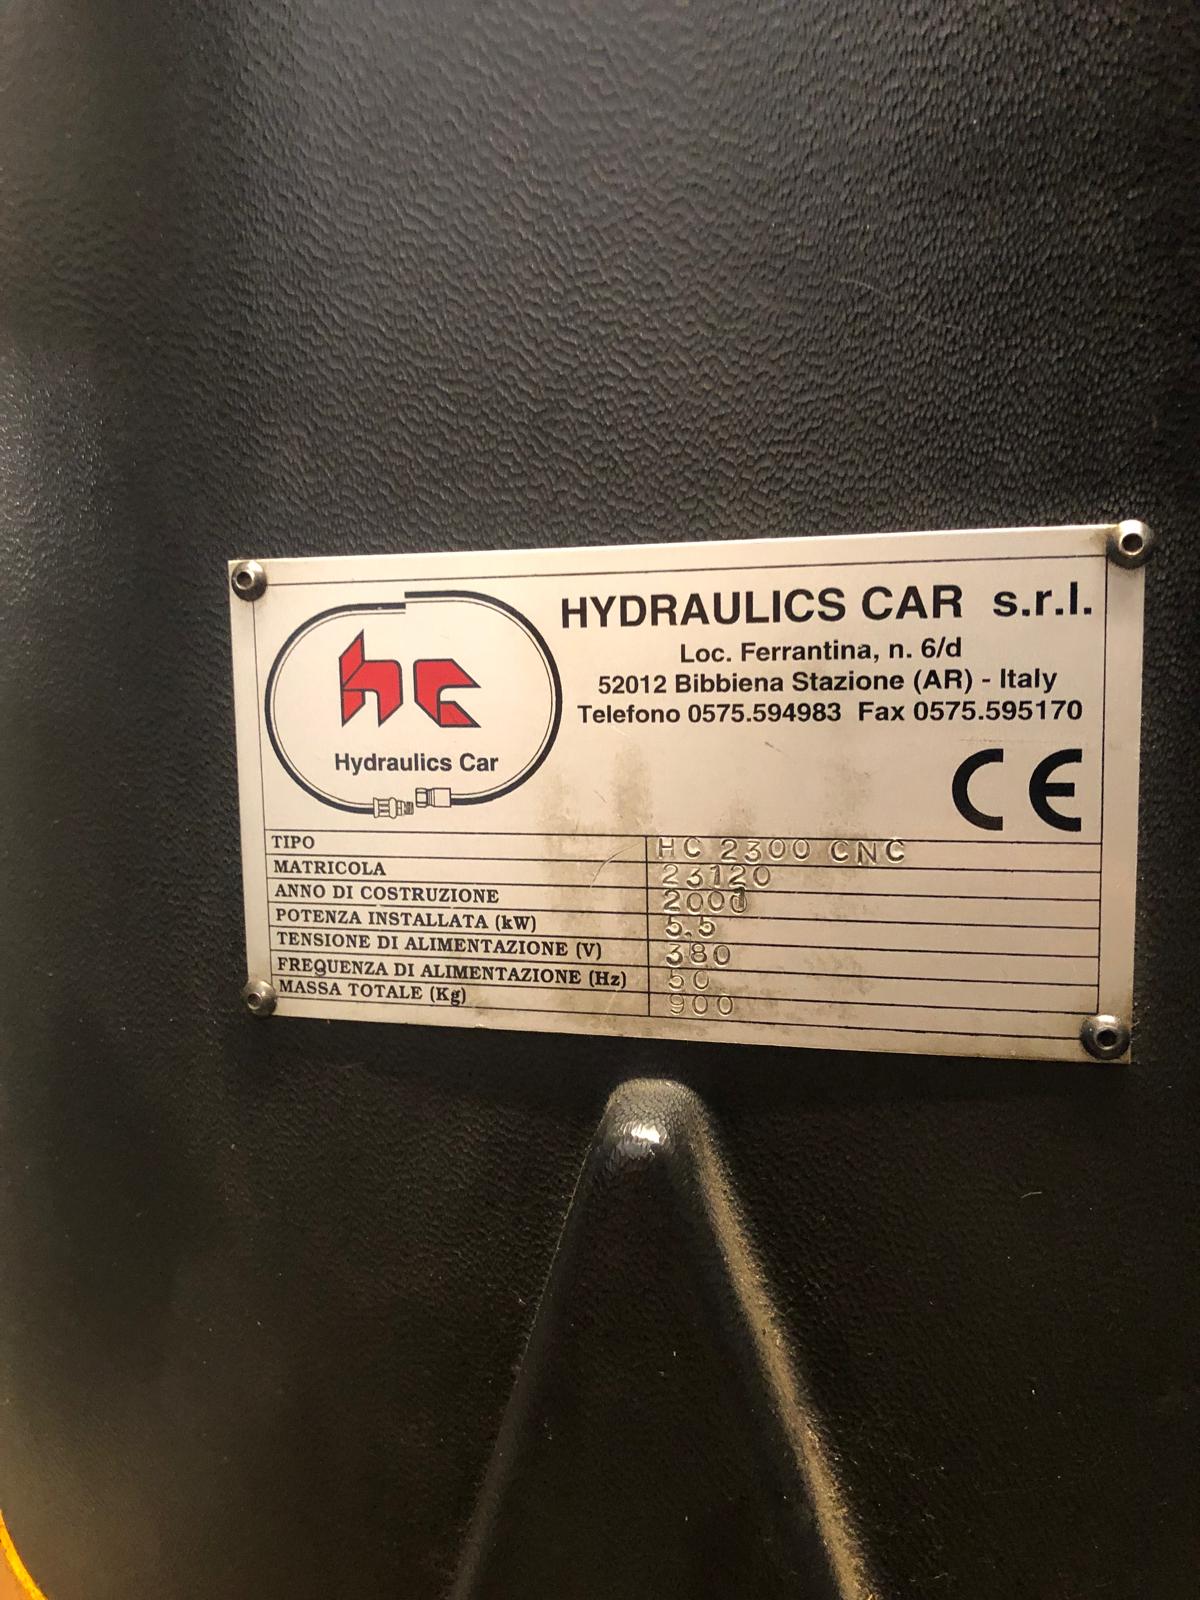 hc
Hydraulics Car
HYDRAULICS CAR s.r.l.
Loc. Ferrantina, n. 6/d
52012 Bibbiena Stazione (AR) - Italy
Telefono 0575.594983 Fax 0575.595170
CE
TIPO HC 2300 CNC
MATRICOLA 23120
ANNO DI COSTRUZIONE 2001
POTENZA INSTALLATA (kW) 5.5
TENSIONE DI ALIMENTAZIONE (V) 380
FREQUENZA DI ALIMENTAZIONE (Hz) 50
MASSA TOTALE (Kg) 900